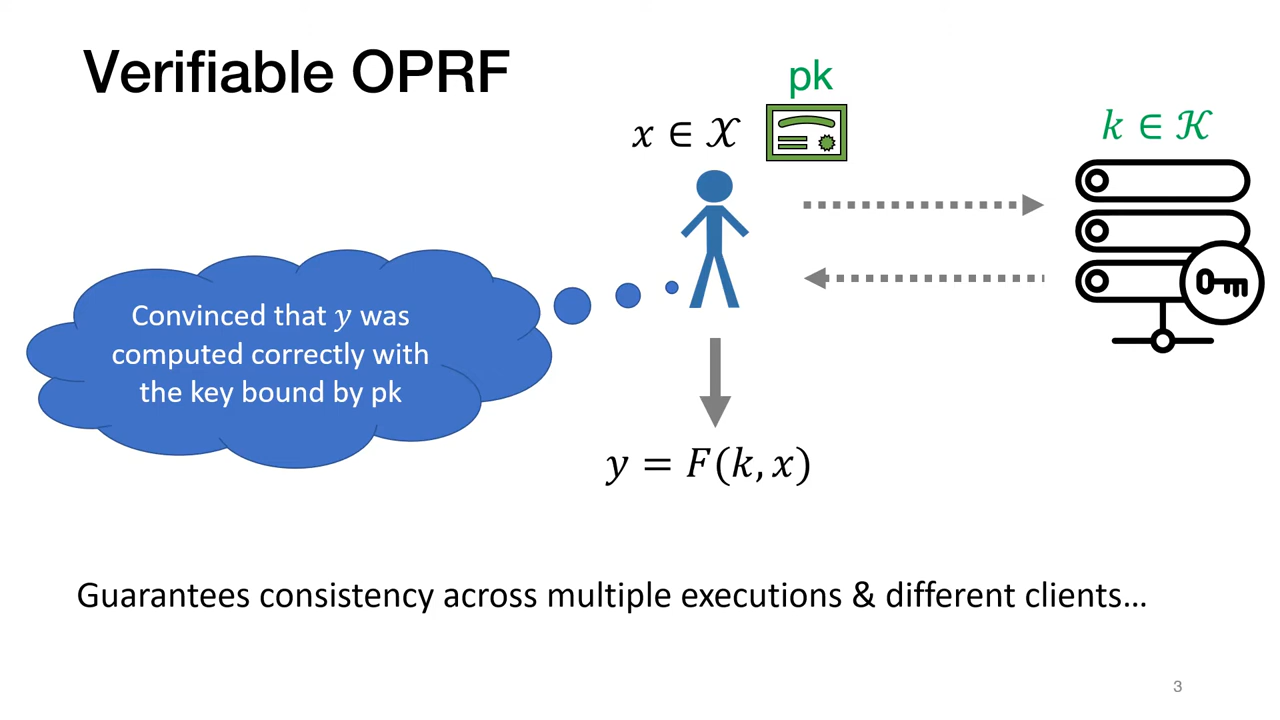 Verifiable OPRF
pk
x ∈ 𝒳
k ∈ 𝒦
Convinced that y was
computed correctly with
the key bound by pk
y = F(k, x)
Guarantees consistency across multiple executions & different clients…
3